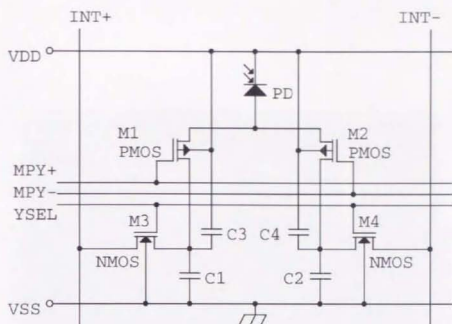 INT+ INT-
VDD
PD
M1 M2
PMOS PMOS
MPY+
MPY-
YSEL
M3 M4
C3 C4
NMOS C1 C2 NMOS
VSS